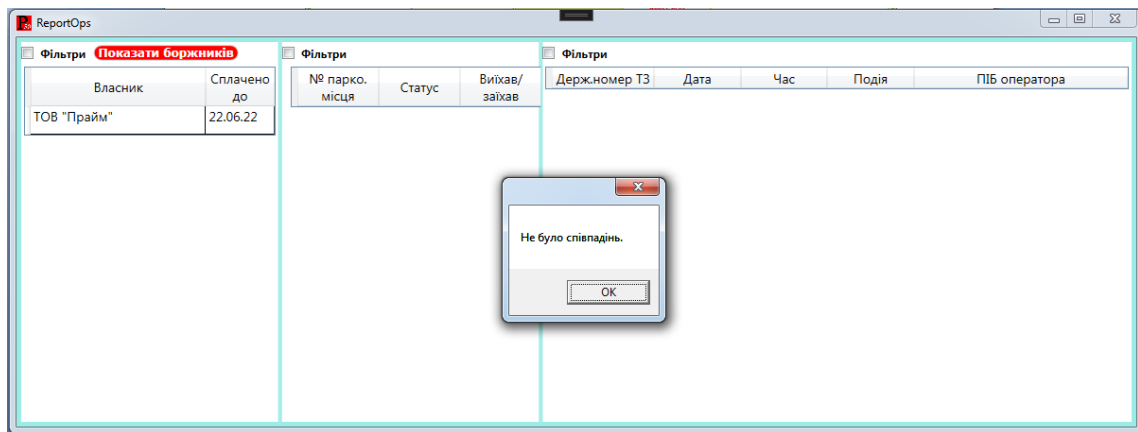 ReportOps
Фільтри Показати боржників
Власник
Сплачено
до
ТОВ "Прайм"
22.06.22
Фільтри
№ парко.
місця
Статус
Виїхав/
заїхав
Фільтри
Держ.номер ТЗ Дата Час Подія ПІБ оператора
Не було співпадінь.
OK